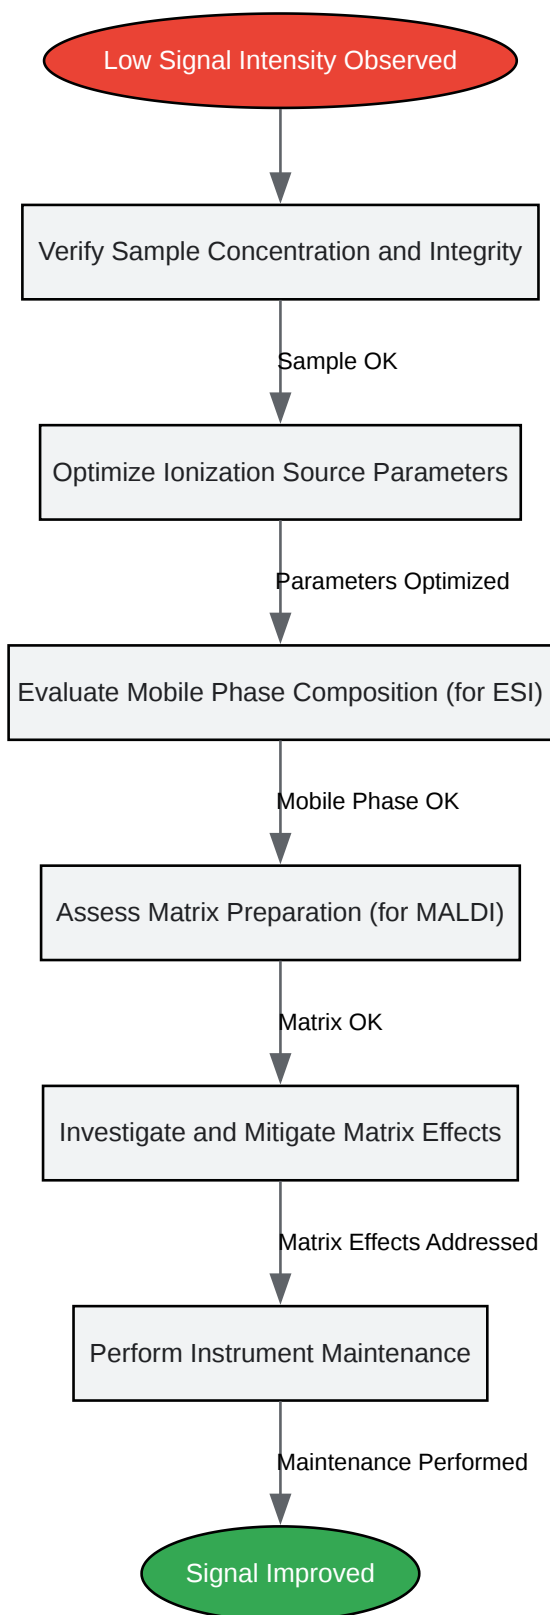 Low Signal Intensity Observed
Verify Sample Concentration and Integrity
Sample OK
Optimize Ionization Source Parameters
Parameters Optimized
Evaluate Mobile Phase Composition (for ESI)
Mobile Phase OK
Assess Matrix Preparation (for MALDI)
Matrix OK
Investigate and Mitigate Matrix Effects
Matrix Effects Addressed
Perform Instrument Maintenance
Maintenance Performed
Signal Improved